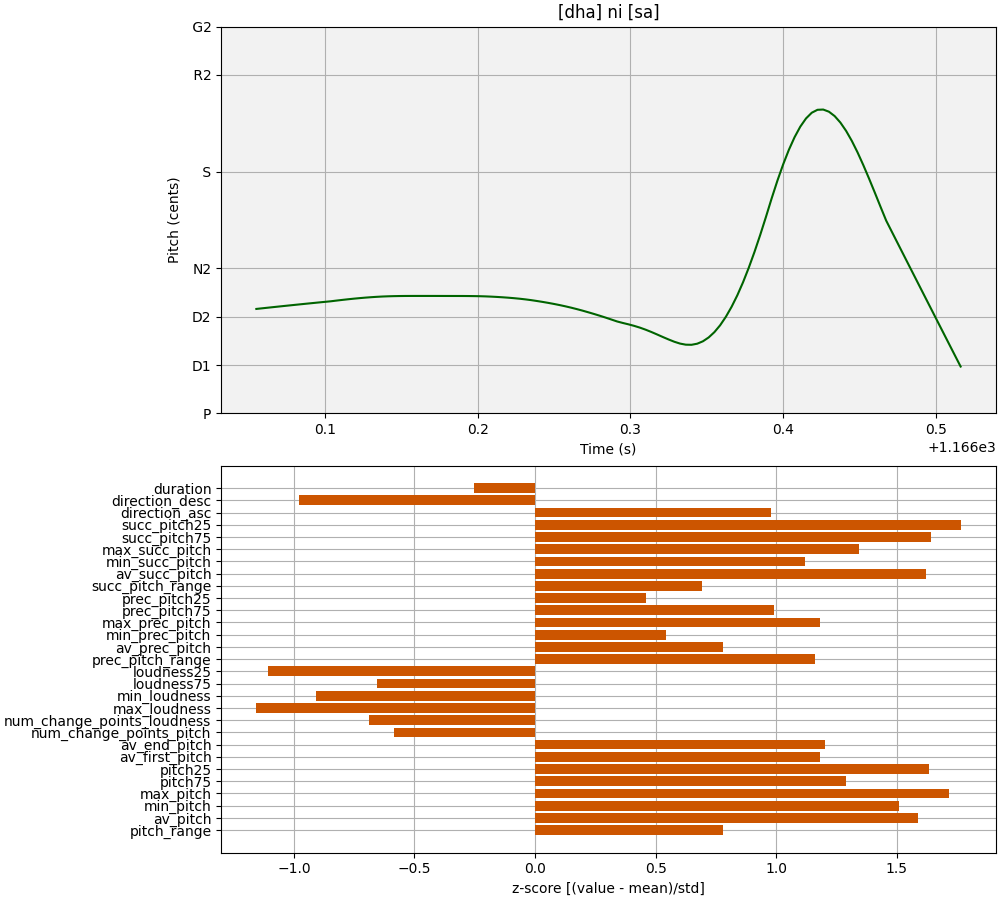 [dha] ni [sa]
G2
R2
S
N2
D2
D1
P
Pitch (cents)
0.1 0.2 0.3 0.4 0.5
Time (s)
+1.166e3
duration
direction_desc
direction_asc
succ_pitch25
succ_pitch75
max_succ_pitch
min_succ_pitch
av_succ_pitch
succ_pitch_range
prec_pitch25
prec_pitch75
max_prec_pitch
min_prec_pitch
av_prec_pitch
prec_pitch_range
loudness25
loudness75
min_loudness
max_loudness
num_change_points_loudness
num_change_points_pitch
av_end_pitch
av_first_pitch
pitch25
pitch75
max_pitch
min_pitch
av_pitch
pitch_range
−1.0 −0.5 0.0 0.5 1.0 1.5
z-score [(value - mean)/std]